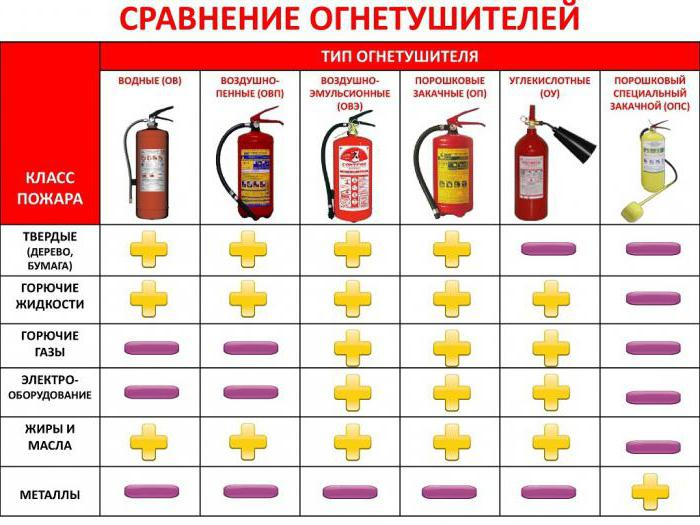 СРАВНЕНИЕ ОГНЕТУШИТЕЛЕЙ
ТИП ОГНЕТУШИТЕЛЯ
КЛАСС
ПОЖАРА
ВОДНЫЕ (ОВ)
ВОЗДУШНО-
ПЕННЫЕ (ОВП)
ВОЗДУШНО-
ЭМУЛЬСИОННЫЕ
(ОВЭ)
ПОРОШКОВЫЕ
ЗАКАЧНЫЕ (ОП)
УГЛЕКИСЛОТНЫЕ
(ОУ)
ПОРОШКОВЫЙ
СПЕЦИАЛЬНЫЙ
ЗАКАЧНОЙ (ОПС)
ТВЕРДЫЕ
(ДЕРЕВО,
БУМАГА)
ГОРЮЧИЕ
ЖИДКОСТИ
ГОРЮЧИЕ
ГАЗЫ
ЭЛЕКТРО-
ОБОРУДОВАНИЕ
ЖИРЫ И
МАСЛА
МЕТАЛЛЫ